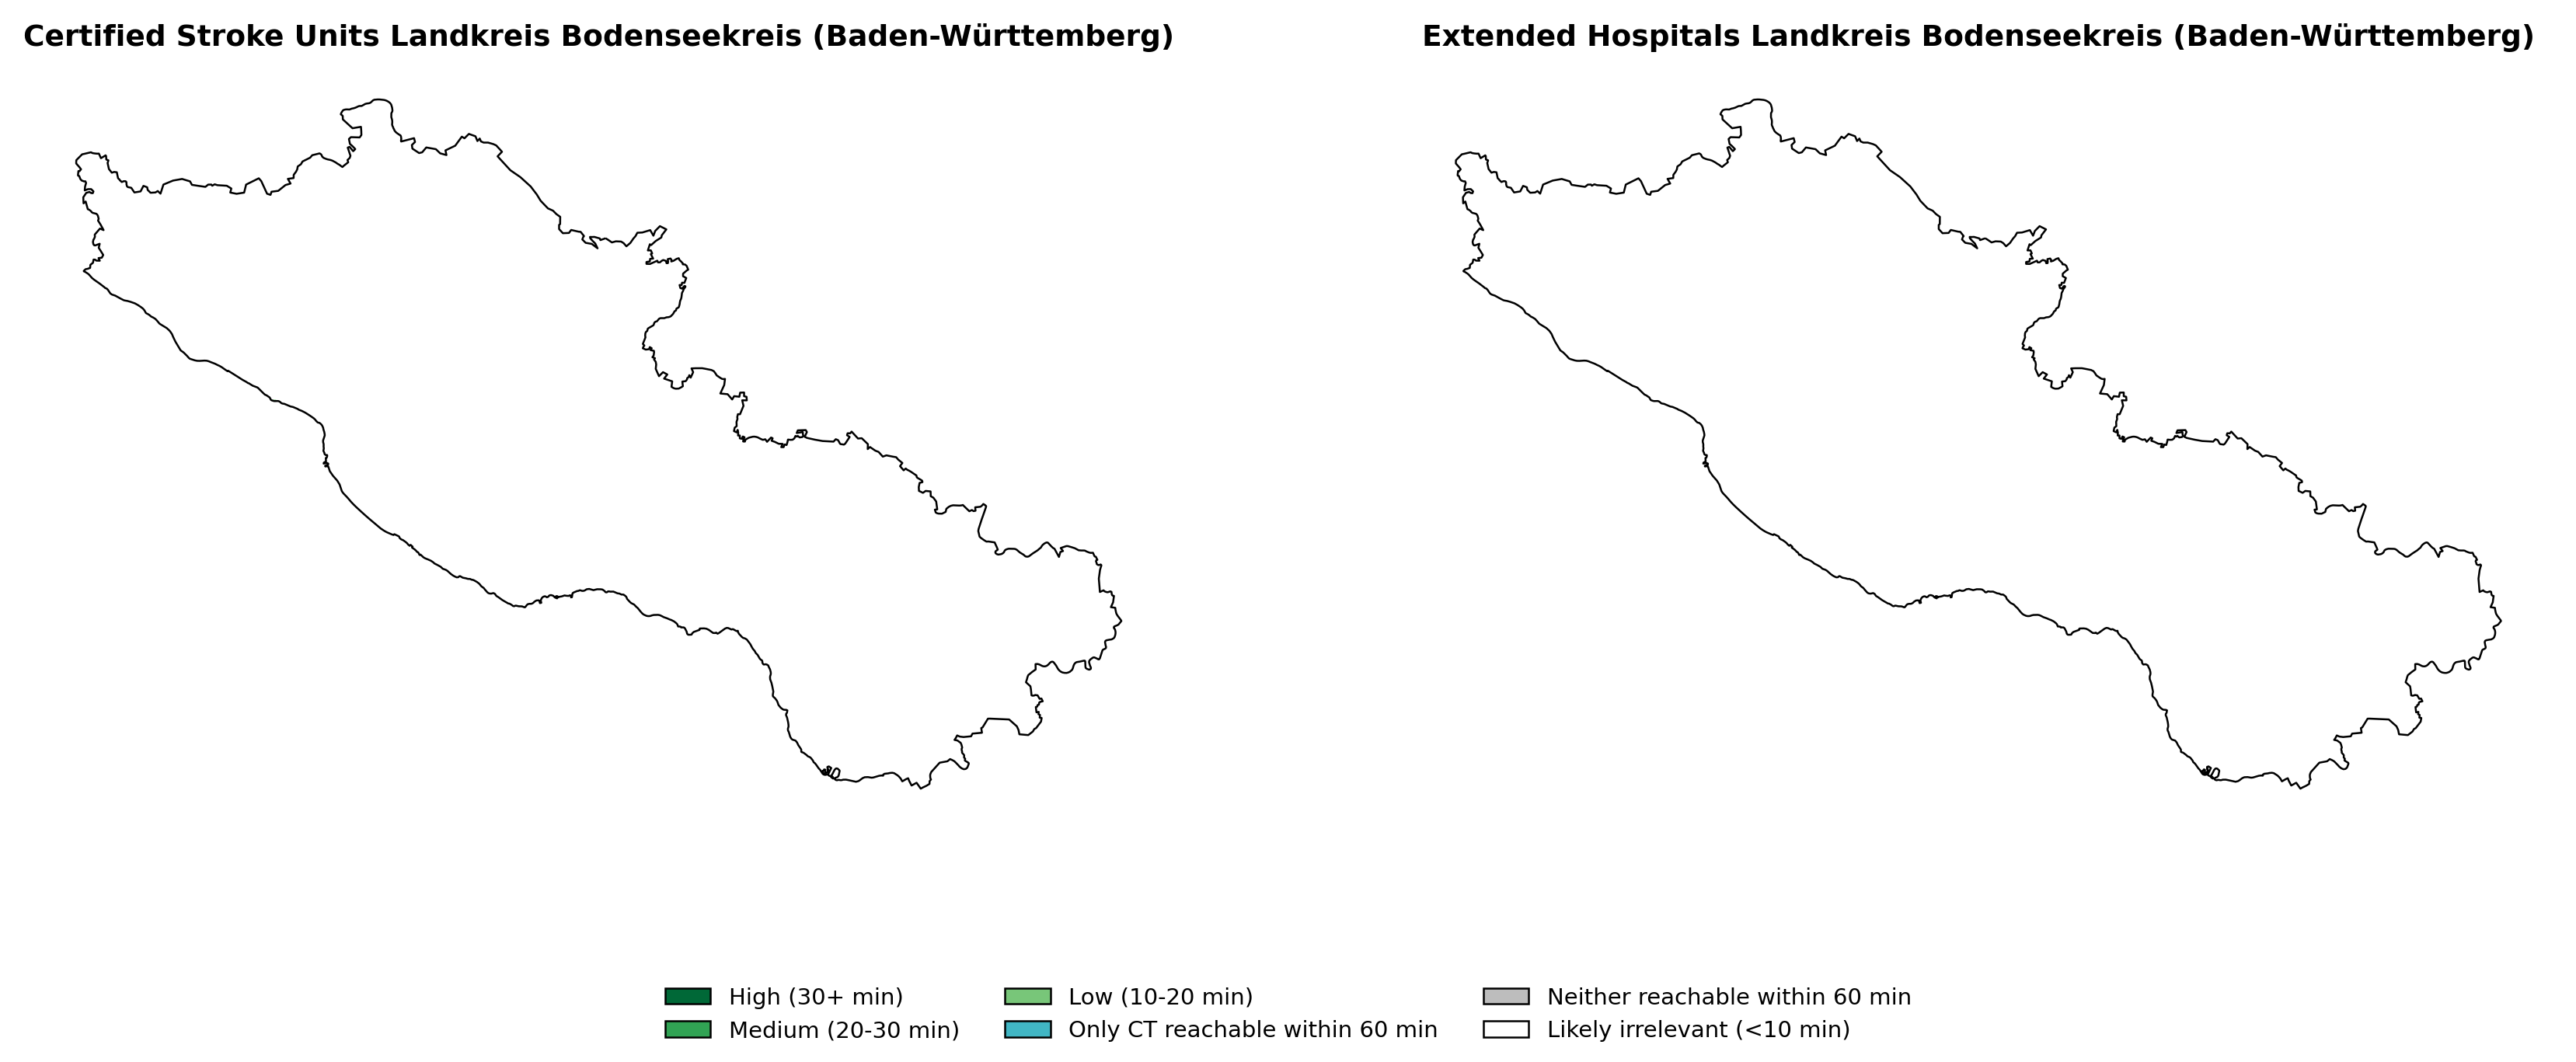 Certified Stroke Units Landkreis Bodenseekreis (Baden-Württemberg)
Extended Hospitals Landkreis Bodenseekreis (Baden-Württemberg)
High (30+ min)
Medium (20-30 min)
Low (10-20 min)
Only CT reachable within 60 min
Neither reachable within 60 min
Likely irrelevant (<10 min)